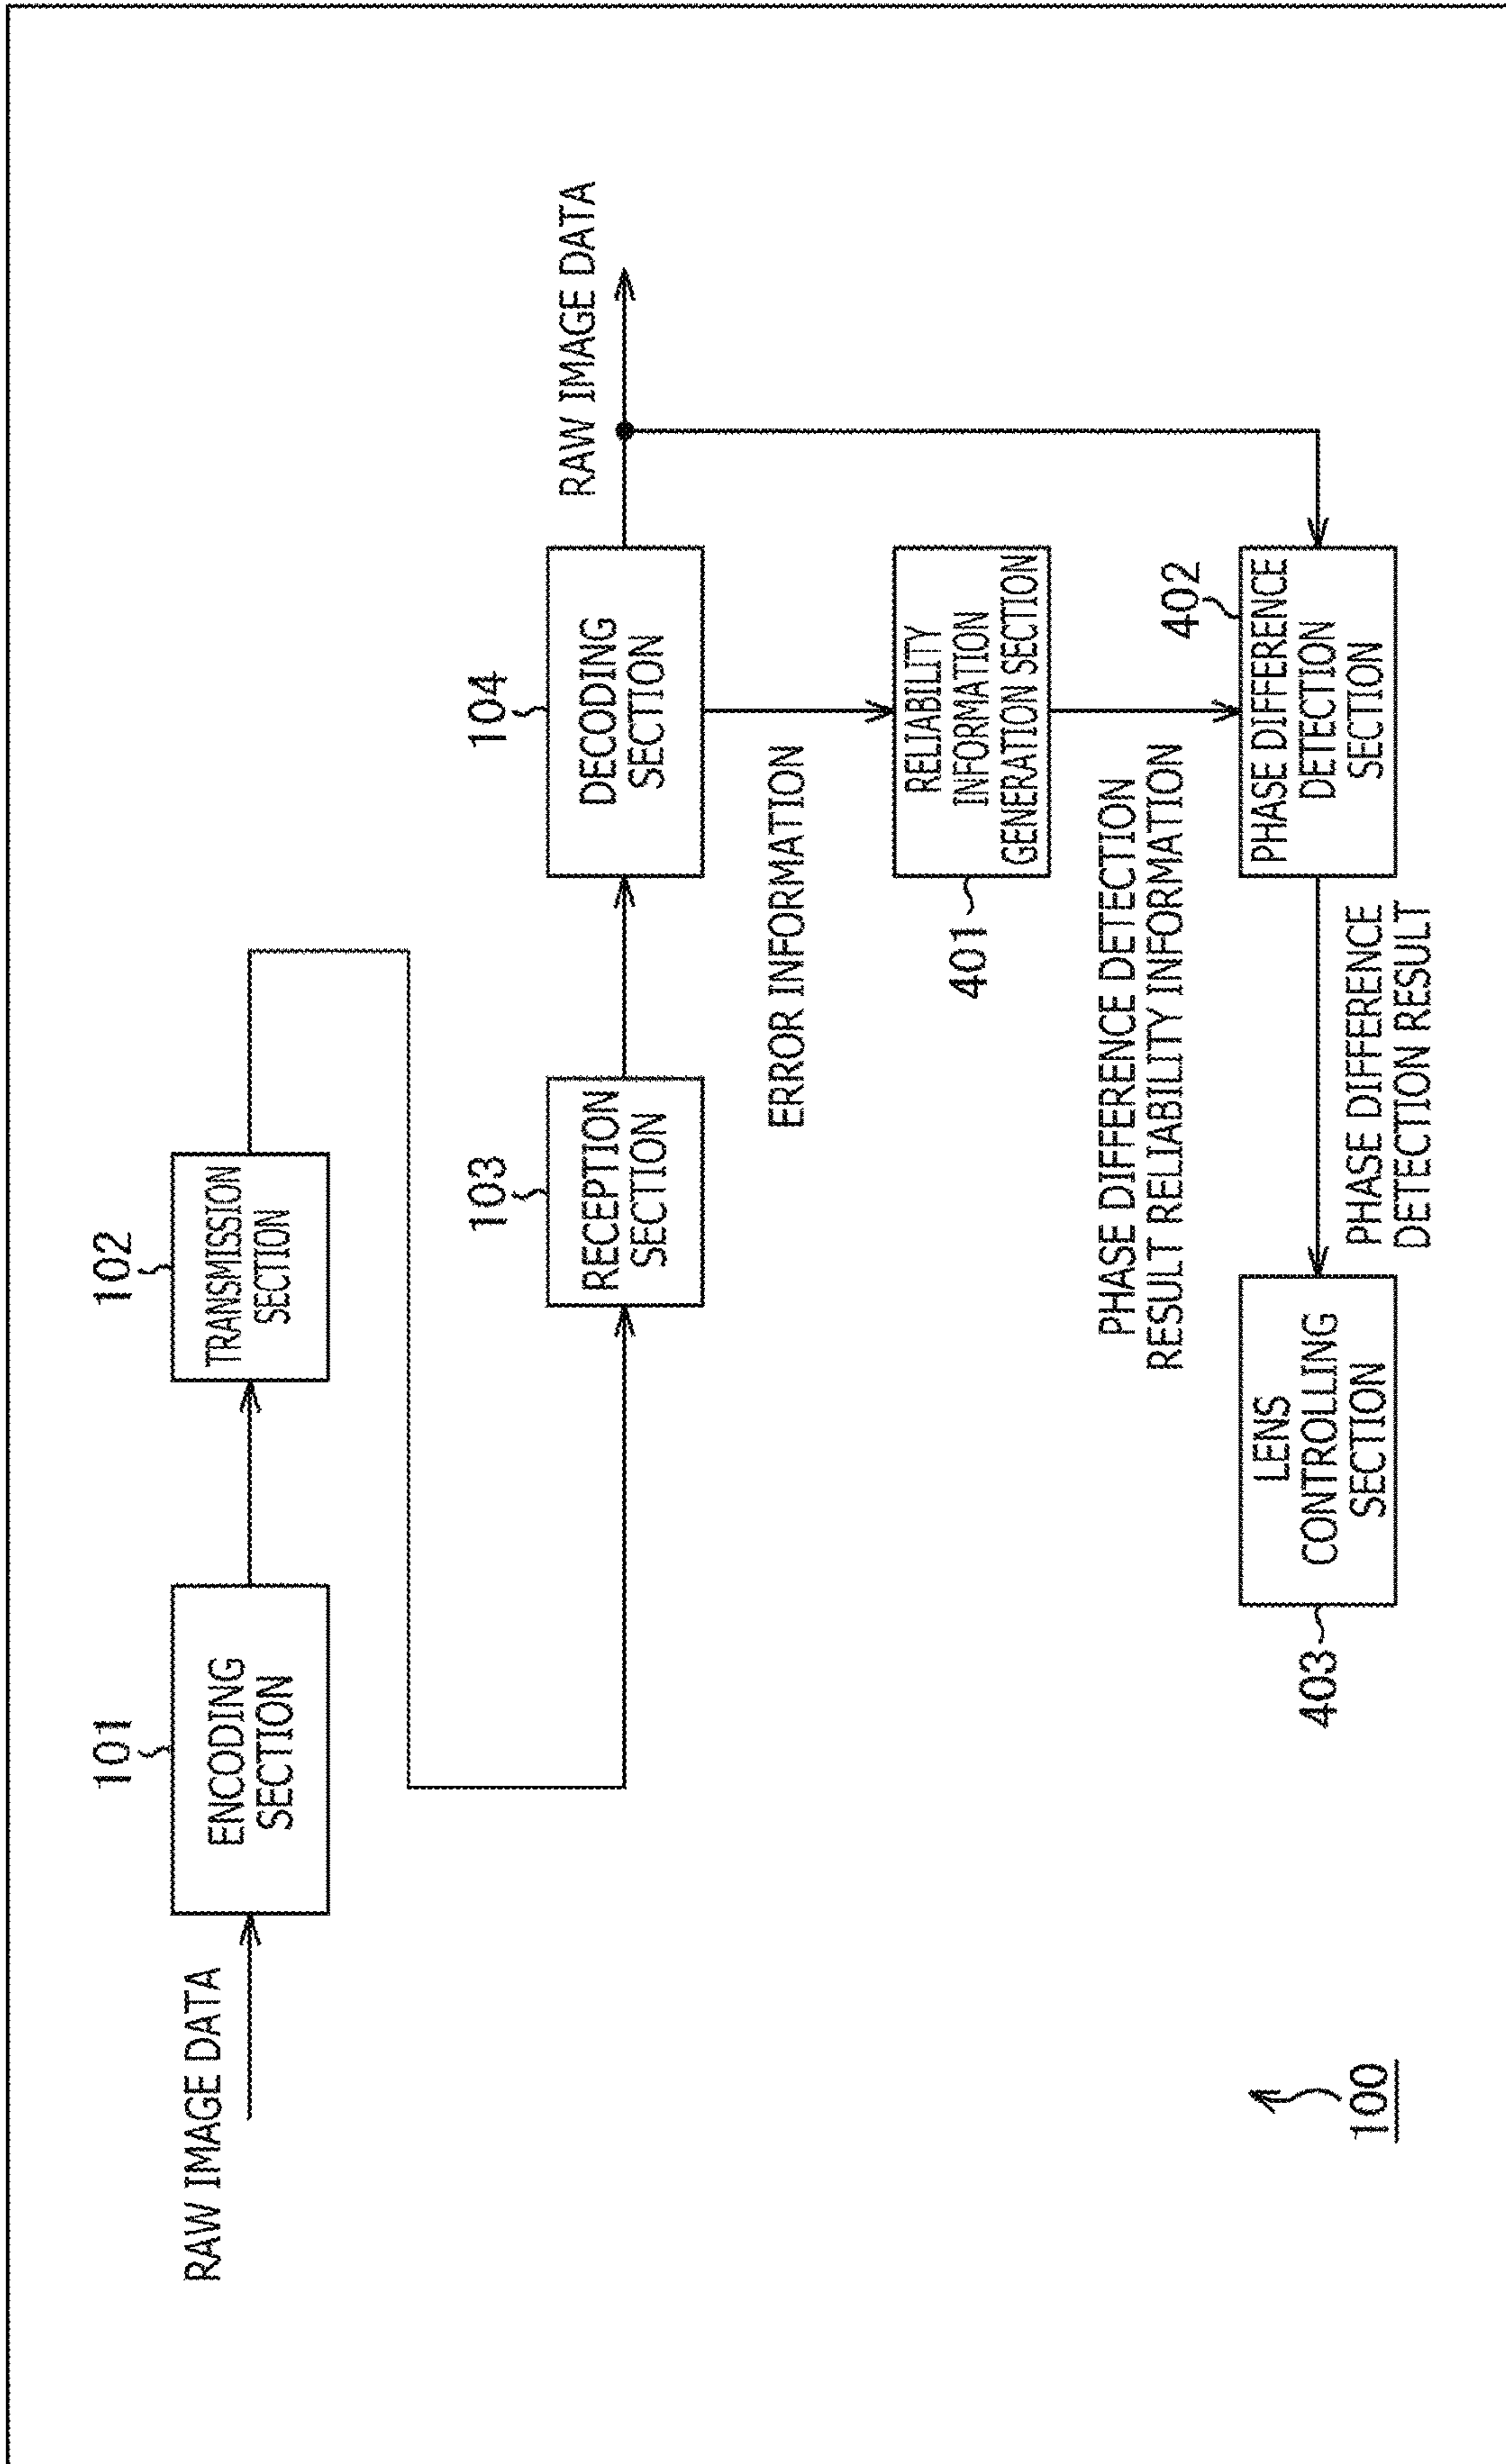 101
102
RAW IMAGE DATA
ENCODING
SECTION
TRANSMISSION
SECTION
103
104
RECEPTION
SECTION
DECODING
SECTION
RAW IMAGE DATA
ERROR INFORMATION
401
RELIABILITY
INFORMATION
GENERATION SECTION
PHASE DIFFERENCE DETECTION
RESULT RELIABILITY INFORMATION
402
403
LENS
CONTROLLING
SECTION
PHASE DIFFERENCE
DETECTION
SECTION
PHASE DIFFERENCE
DETECTION RESULT
100